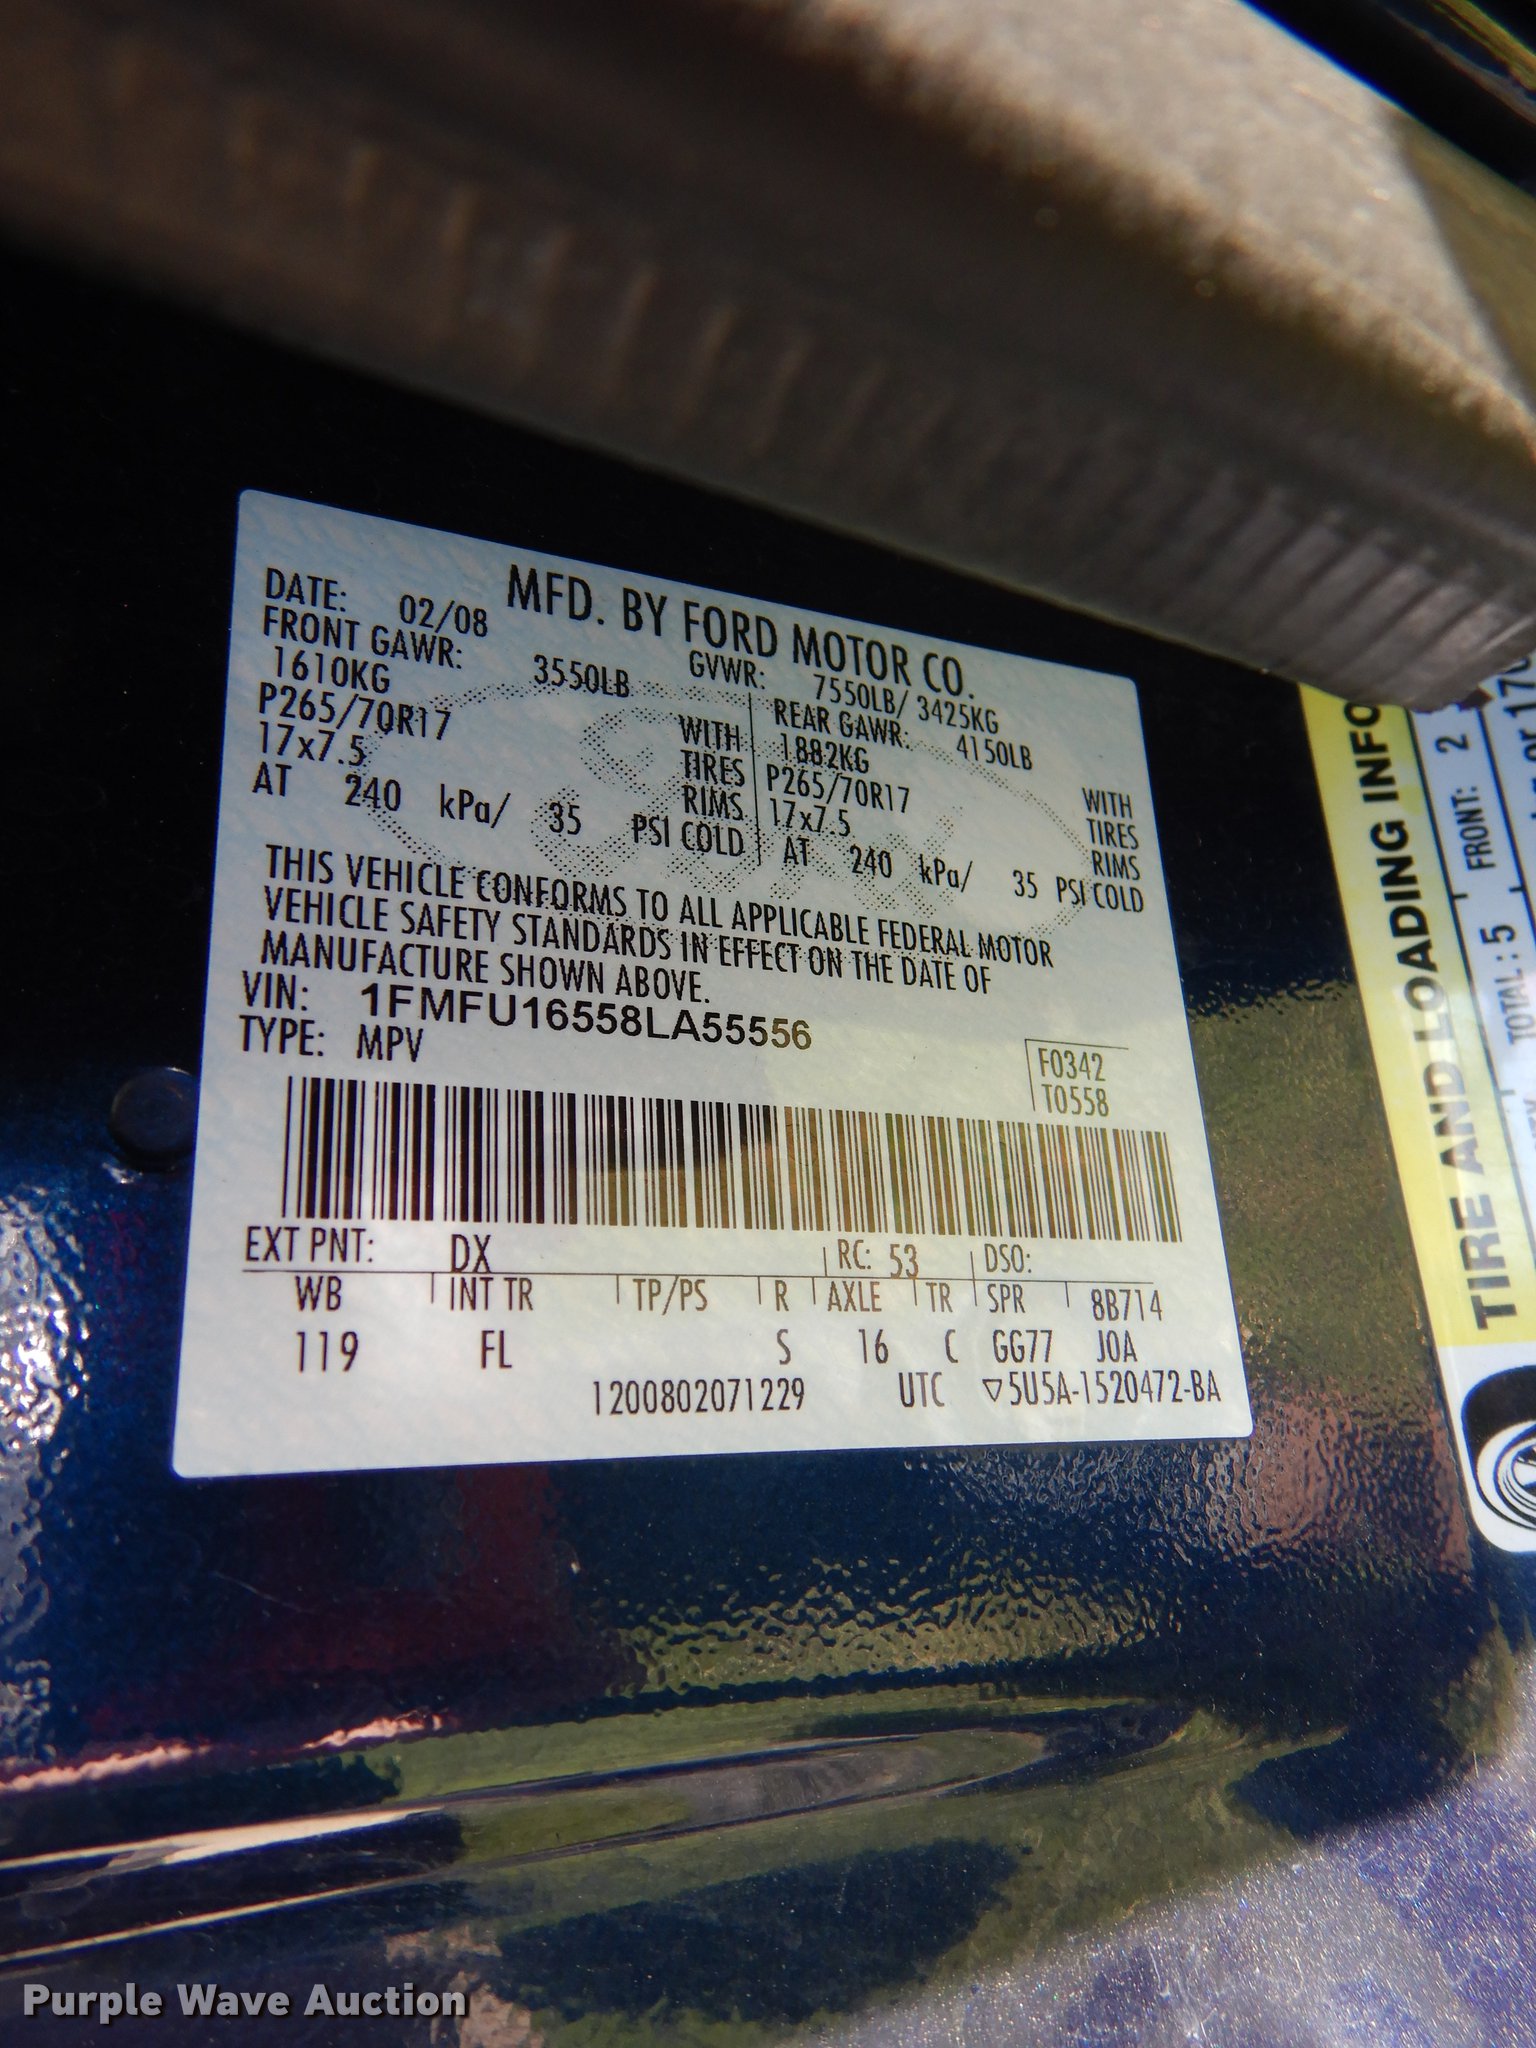 MFD. BY FORD MOTOR CO.
DATE: 02/08
GVWR: 7550LB/ 3425KG
FRONT GAWR: 3550LB
1610KG WITH
P265/70R17 TIRES
17x7.5 RIMS
AT 240 kPa/ 35 PSI COLD
REAR GAWR: 4150LB
1882KG WITH
P265/70R17 TIRES
17x7.5 RIMS
AT 240 kPa/ 35 PSI COLD
THIS VEHICLE CONFORMS TO ALL APPLICABLE FEDERAL MOTOR
VEHICLE SAFETY STANDARDS IN EFFECT ON THE DATE OF
MANUFACTURE SHOWN ABOVE.
VIN: 1FMFU16558LA55556
TYPE: MPV
F0342
T0558
EXT PNT: DX RC: 53 DSO:
WB INT TR TP/PS R AXLE TR SPR 8B714
119 FL S 16 C GG77 J0A
1200802071229 UTC ▽5U5A-1520472-BA
TIRE AND LOADING INFO
TOTAL: 5 FRONT: 2
Purple Wave Auction